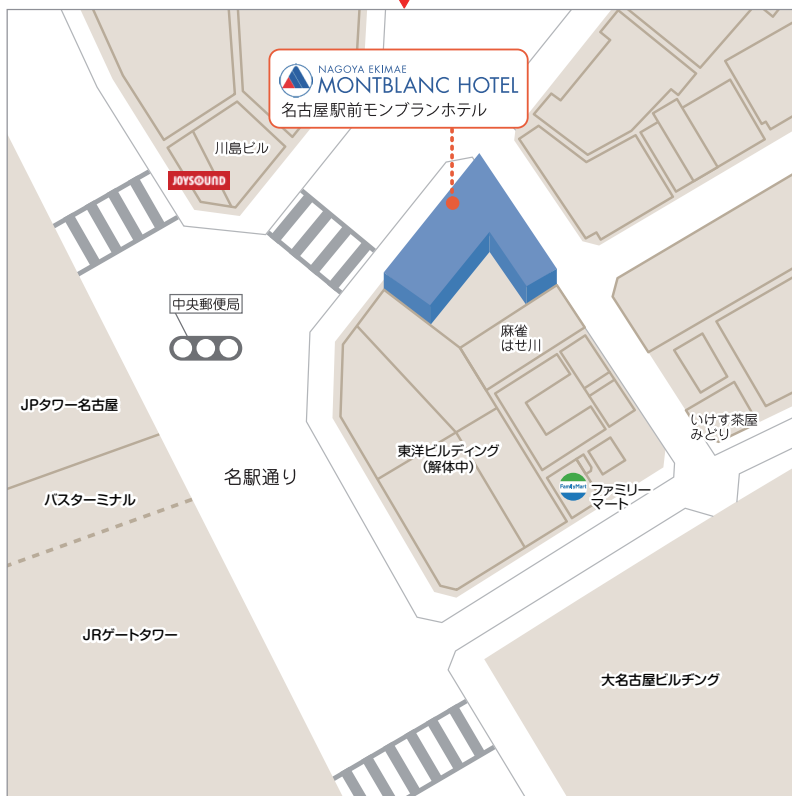 NAGOYA EKIMAE
MONTBLANC HOTEL
名古屋駅前モンブランホテル
川島ビル
JOYSOUND
中央郵便局
麻雀
はせ川
JPタワー名古屋
いけす茶屋
みどり
東洋ビルディング
(解体中)
名駅通り
バスターミナル
FamilyMart
ファミリー
マート
JRゲートタワー
大名古屋ビルヂング